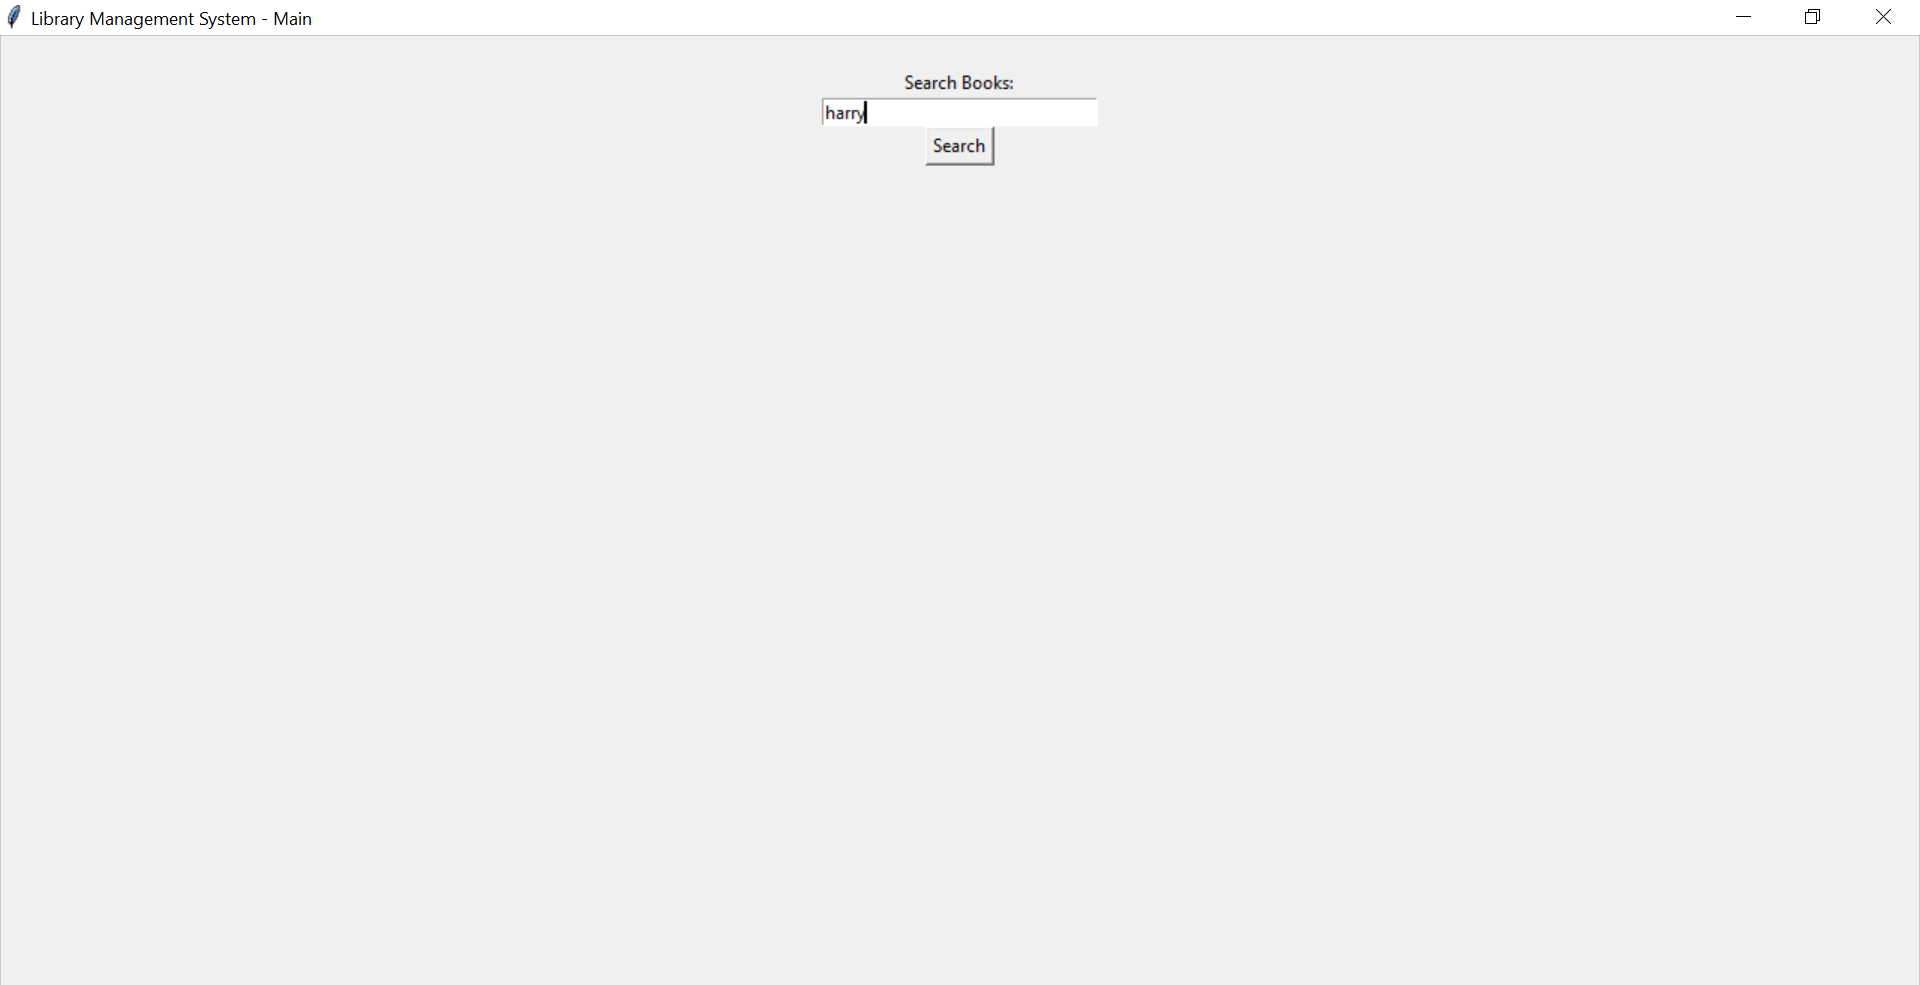 Library Management System - Main
Search Books:
harry
Search